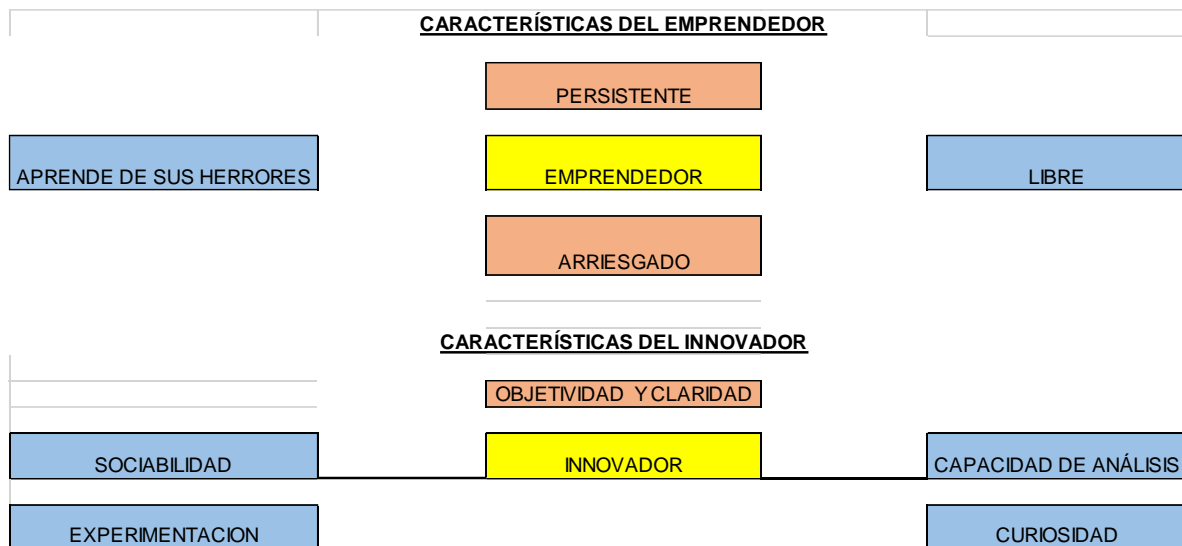 CARACTERÍSTICAS DEL EMPRENDEDOR
PERSISTENTE
APRENDE DE SUS HERRORES
EMPRENDEDOR
LIBRE
ARRIESGADO
CARACTERÍSTICAS DEL INNOVADOR
OBJETIVIDAD Y CLARIDAD
SOCIABILIDAD
INNOVADOR
CAPACIDAD DE ANÁLISIS
EXPERIMENTACION
CURIOSIDAD